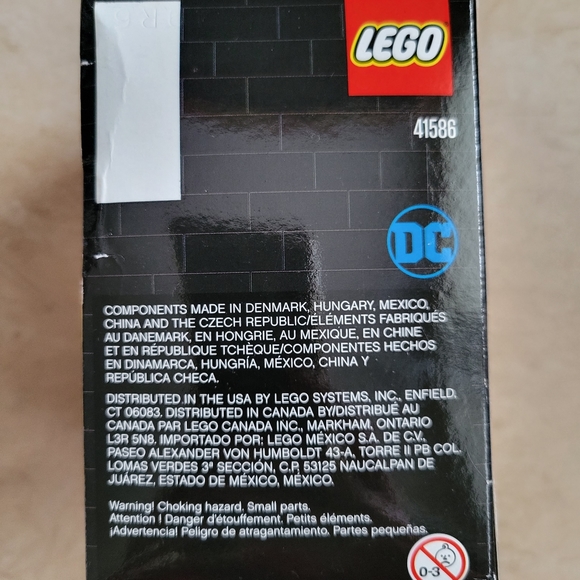 LEGO
41586
DC
COMPONENTS MADE IN DENMARK, HUNGARY, MEXICO,
CHINA AND THE CZECH REPUBLIC/ÉLÉMENTS FABRIQUÉS
AU DANEMARK, EN HONGRIE, AU MEXIQUE, EN CHINE
ET EN RÉPUBLIQUE TCHÈQUE/COMPONENTES HECHOS
EN DINAMARCA, HUNGRÍA, MÉXICO, CHINA Y
REPÚBLICA CHECA.
DISTRIBUTED IN THE USA BY LEGO SYSTEMS, INC., ENFIELD,
CT 06083. DISTRIBUTED IN CANADA BY/DISTRIBUÉ AU
CANADA PAR LEGO CANADA INC., MARKHAM, ONTARIO
L3R 5N8. IMPORTADO POR: LEGO MÉXICO S.A. DE C.V.,
PASEO ALEXANDER VON HUMBOLDT 43-A, TORRE II PB COL.
LOMAS VERDES 3ª SECCIÓN, C.P. 53125 NAUCALPAN DE
JUÁREZ, ESTADO DE MÉXICO, MÉXICO.
Warning! Choking hazard. Small parts.
Attention ! Danger d'étouffement. Petits éléments.
¡Advertencia! Peligro de atragantamiento. Partes pequeñas.
0-3